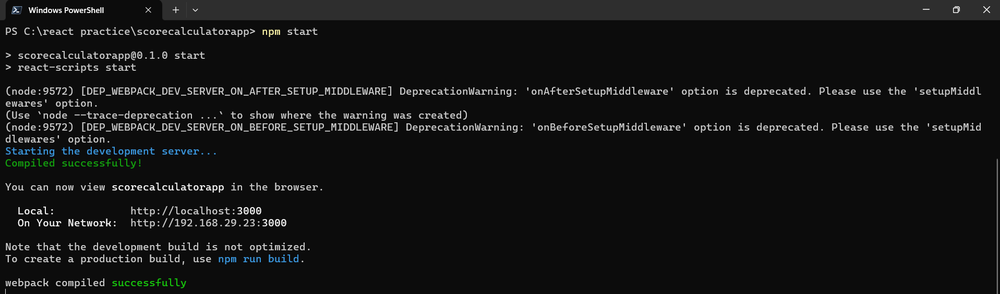 Windows PowerShell
PS C:\react practice\scorecalculatorapp> npm start
> scorecalculatorapp@0.1.0 start
> react-scripts start
(node:9572) [DEP_WEBPACK_DEV_SERVER_ON_AFTER_SETUP_MIDDLEWARE] DeprecationWarning: 'onAfterSetupMiddleware' option is deprecated. Please use the 'setupMiddl
ewares' option.
(Use `node --trace-deprecation ...` to show where the warning was created)
(node:9572) [DEP_WEBPACK_DEV_SERVER_ON_BEFORE_SETUP_MIDDLEWARE] DeprecationWarning: 'onBeforeSetupMiddleware' option is deprecated. Please use the 'setupMid
dlewares' option.
Starting the development server...
Compiled successfully!
You can now view scorecalculatorapp in the browser.
Local: http://localhost:3000
On Your Network: http://192.168.29.23:3000
Note that the development build is not optimized.
To create a production build, use npm run build.
webpack compiled successfully